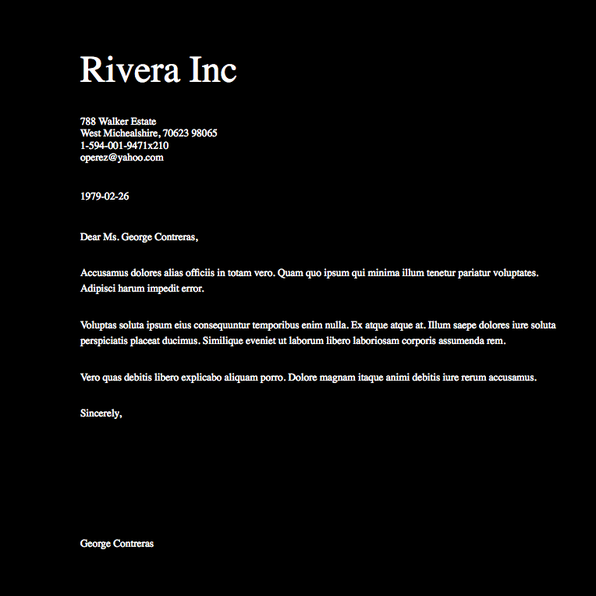 Rivera Inc
788 Walker Estate
West Michealshire, 70623 98065
1-594-001-9471x210
operez@yahoo.com
1979-02-26
Dear Ms. George Contreras,
Accusamus dolores alias officiis in totam vero. Quam quo ipsum qui minima illum tenetur pariatur voluptates.
Adipisci harum impedit error.
Voluptas soluta ipsum eius consequuntur temporibus enim nulla. Ex atque atque at. Illum saepe dolores iure soluta
perspiciatis placeat ducimus. Similique eveniet ut laborum libero laboriosam corporis assumenda rem.
Vero quas debitis libero explicabo aliquam porro. Dolore magnam itaque animi debitis iure rerum accusamus.
Sincerely,
George Contreras